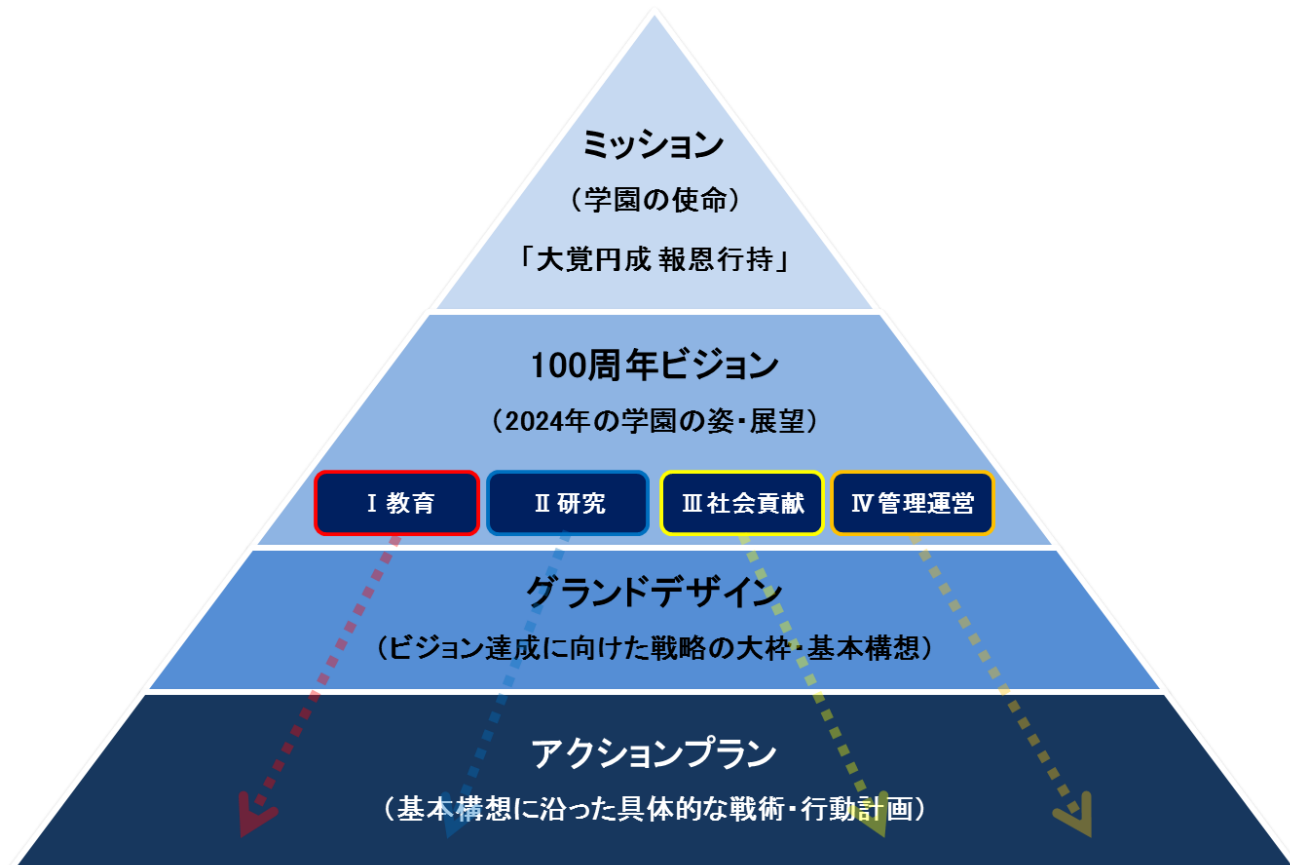 ミッション
（学園の使命）
「大覚円成 報恩行持」
100周年ビジョン
（2024年の学園の姿・展望）
Ⅰ 教育
Ⅱ 研究
Ⅲ 社会貢献
Ⅳ 管理運営
グランドデザイン
（ビジョン達成に向けた戦略の大枠・基本構想）
アクションプラン
（基本構想に沿った具体的な戦術・行動計画）